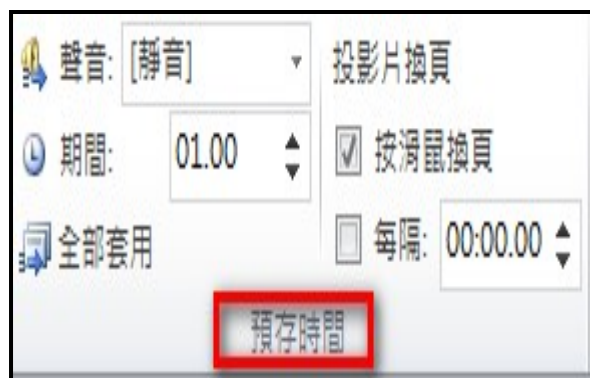 聲音: [靜音]
投影片換頁
期間: 01.00
按滑鼠換頁
全部套用
每隔: 00:00.00
預存時間